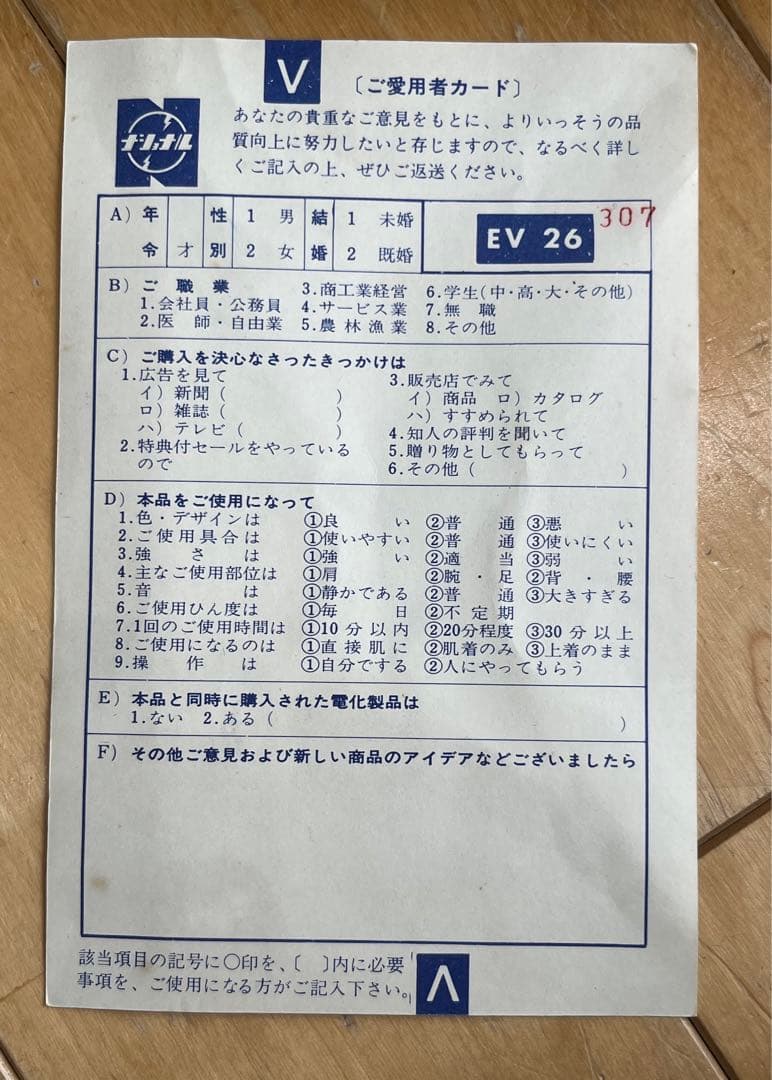 V
〔ご愛用者カード〕
ナショナル
あなたの貴重なご意見をもとに、よりいっそうの品
質向上に努力したいと存じますので、なるべく詳し
くご記入の上、ぜひご返送ください。
A) 年令 才 性別 1 男 2 女 結婚 1 未婚 2 既婚
EV 26
307
B) ご職業
1.会社員・公務員
2.医師・自由業
3.商工業経営
4.サービス業
5.農林漁業
6.学生(中・高・大・その他)
7.無職
8.その他
C) ご購入を決心なさったきっかけは
1.広告を見て
イ) 新聞( )
ロ) 雑誌( )
ハ) テレビ( )
2.特典付セールをやっている
ので
3.販売店でみて
イ) 商品 ロ) カタログ
ハ) すすめられて
4.知人の評判を聞いて
5.贈り物としてもらって
6.その他( )
D) 本品をご使用になって
1.色・デザインは ①良い ②普通 ③悪い
2.ご使用具合は ①使いやすい ②普通 ③使いにくい
3.強さは ①強い ②適当 ③弱い
4.主なご使用部位は ①肩 ②腕・足 ②背・腰
5.音は ①静かである ②普通 ③大きすぎる
6.ご使用ひん度は ①毎日 ②不定期
7.1回のご使用時間は ①10分以内 ②20分程度 ③30分以上
8.ご使用になるのは ①直接肌に ②肌着のみ ③上着のまま
9.操作は ①自分でする ②人にやってもらう
E) 本品と同時に購入された電化製品は
1.ない 2.ある( )
F) その他ご意見および新しい商品のアイデアなどございましたら
該当項目の記号に○印を、〔 〕内に必要
事項を、ご使用になる方がご記入下さい。
V